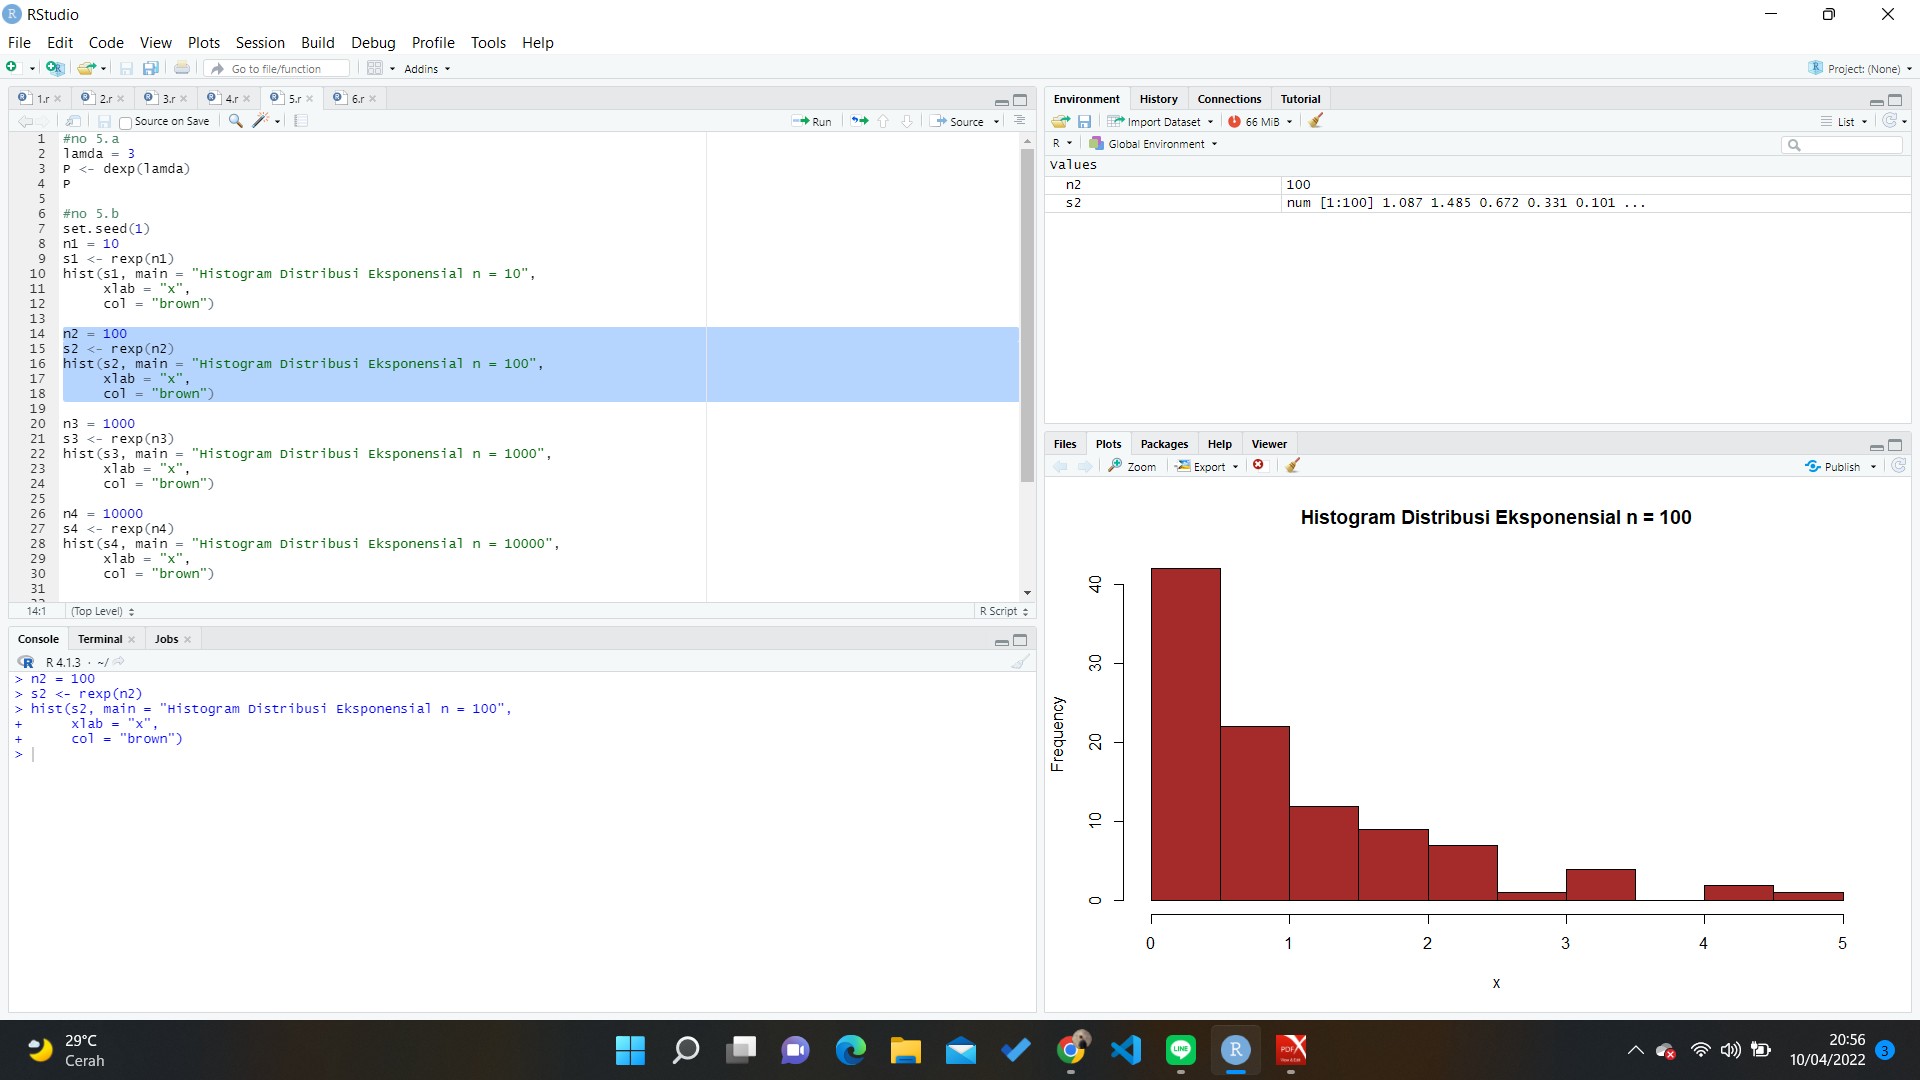 RStudio
File Edit Code View Plots Session Build Debug Profile Tools Help
Go to file/function Addins Project: (None)
1.r 2.r 3.r 4.r 5.r 6.r
Source on Save Run Source
1 #no 5.a
2 lamda = 3
3 P <- dexp(lamda)
4 P
5
6 #no 5.b
7 set.seed(1)
8 n1 = 10
9 s1 <- rexp(n1)
10 hist(s1, main = "Histogram Distribusi Eksponensial n = 10",
11 xlab = "x",
12 col = "brown")
13
14 n2 = 100
15 s2 <- rexp(n2)
16 hist(s2, main = "Histogram Distribusi Eksponensial n = 100",
17 xlab = "x",
18 col = "brown")
19
20 n3 = 1000
21 s3 <- rexp(n3)
22 hist(s3, main = "Histogram Distribusi Eksponensial n = 1000",
23 xlab = "x",
24 col = "brown")
25
26 n4 = 10000
27 s4 <- rexp(n4)
28 hist(s4, main = "Histogram Distribusi Eksponensial n = 10000",
29 xlab = "x",
30 col = "brown")
31
14:1 (Top Level) R Script
Console Terminal Jobs
R 4.1.3 · ~/
> n2 = 100
> s2 <- rexp(n2)
> hist(s2, main = "Histogram Distribusi Eksponensial n = 100",
+ xlab = "x",
+ col = "brown")
>
Environment History Connections Tutorial
Import Dataset 66 MiB List
R Global Environment
Values
n2 100
s2 num [1:100] 1.087 1.485 0.672 0.331 0.101 ...
Files Plots Packages Help Viewer
Zoom Export Publish
Histogram Distribusi Eksponensial n = 100
Frequency
40
30
20
10
0
0 1 2 3 4 5
x
29°C
Cerah
LINE
R
PDF
20:56
10/04/2022
3